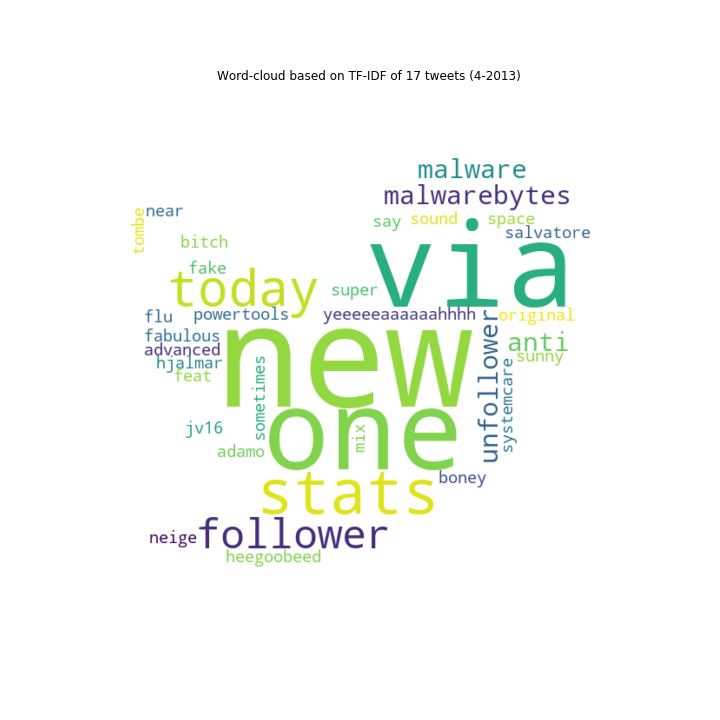 Word-cloud based on TF-IDF of 17 tweets (4-2013)
malware
malwarebytes
near
tombe
say
sound
space
salvatore
bitch
via
fake
today
super
flu
powertools
yeeeeeaaaaaahhhh
original
fabulous
new
unfollower
anti
advanced
sunny
hjalmar
feat
sometimes
systemcare
one
jv16
mix
adamo
boney
stats
follower
neige
heegoobeed